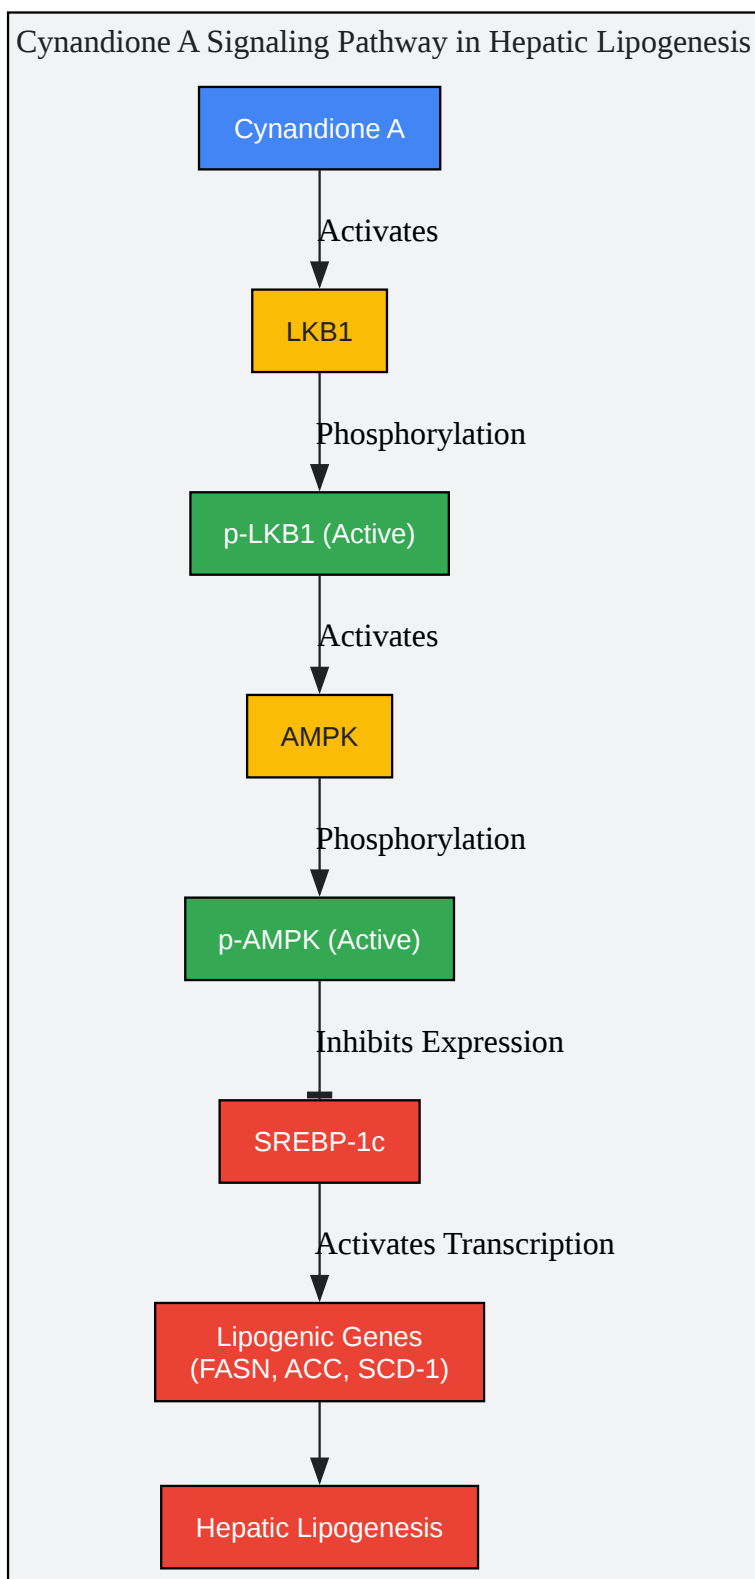 Cynandione A Signaling Pathway in Hepatic Lipogenesis
Cynandione A
Activates
LKB1
Phosphorylation
p-LKB1 (Active)
Activates
AMPK
Phosphorylation
p-AMPK (Active)
Inhibits Expression
SREBP-1c
Activates Transcription
Lipogenic Genes
(FASN, ACC, SCD-1)
Hepatic Lipogenesis